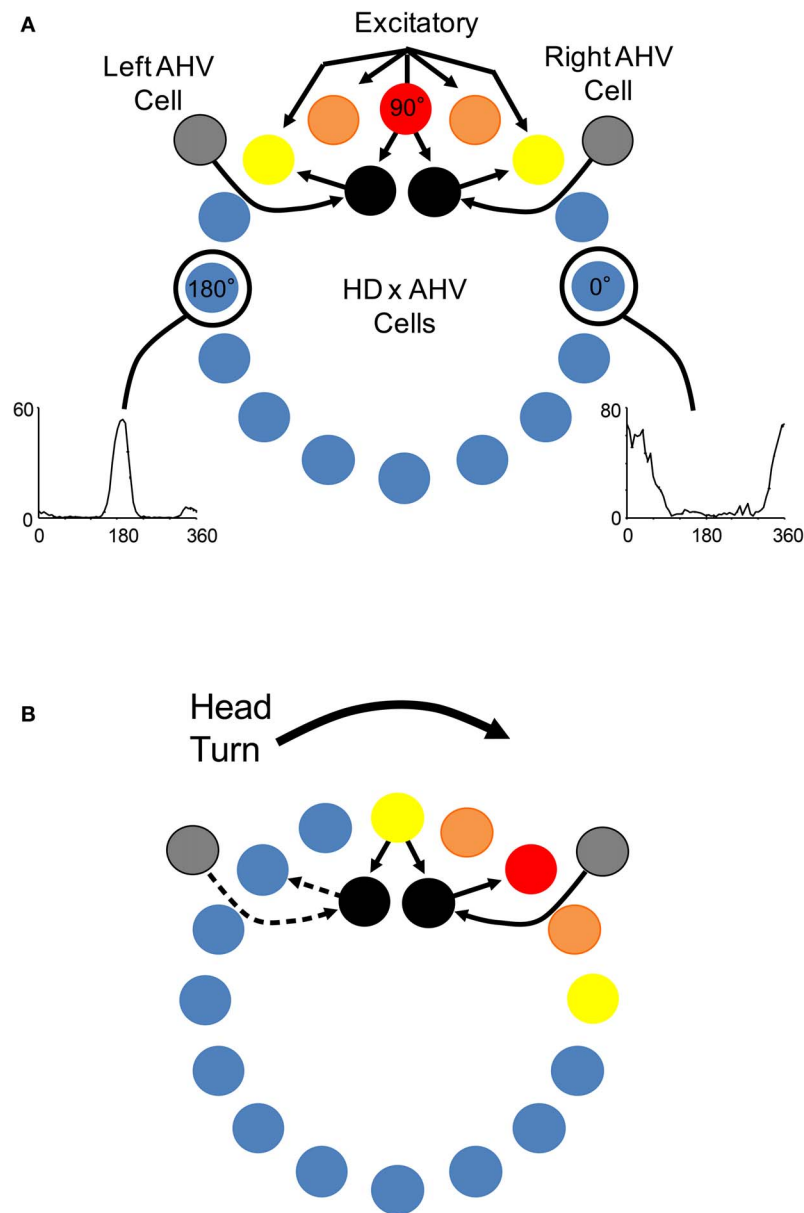 A
Excitatory
Left AHV
Cell
Right AHV
Cell
90°
180°
HD x AHV
Cells
0°
60
0
0 180 360
80
0
0 180 360
B
Head
Turn